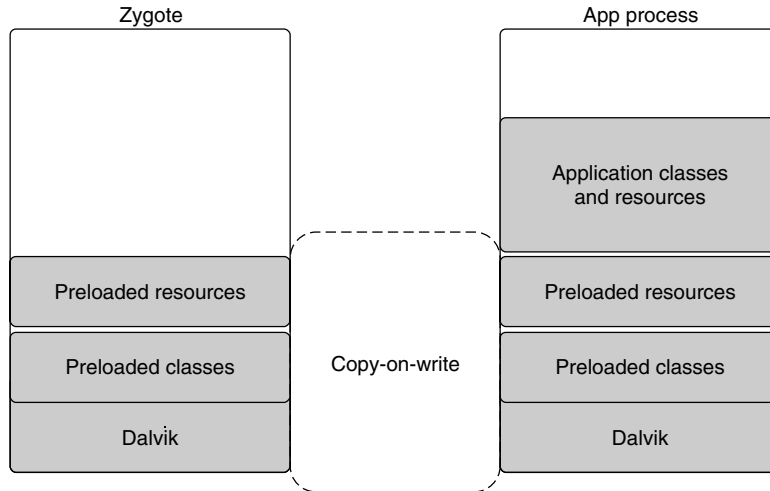 Zygote
App process
Application classes
and resources
Preloaded resources
Preloaded resources
Preloaded classes
Copy-on-write
Preloaded classes
Dalvik
Dalvik